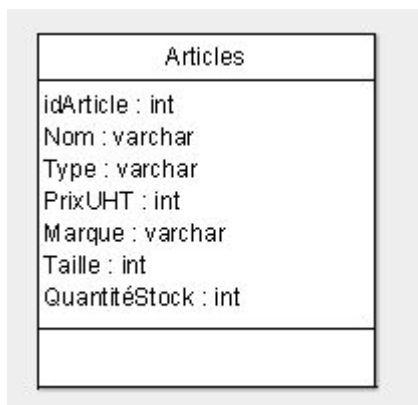 Articles
idArticle : int
Nom : varchar
Type : varchar
PrixUHT : int
Marque : varchar
Taille : int
QuantitéStock : int